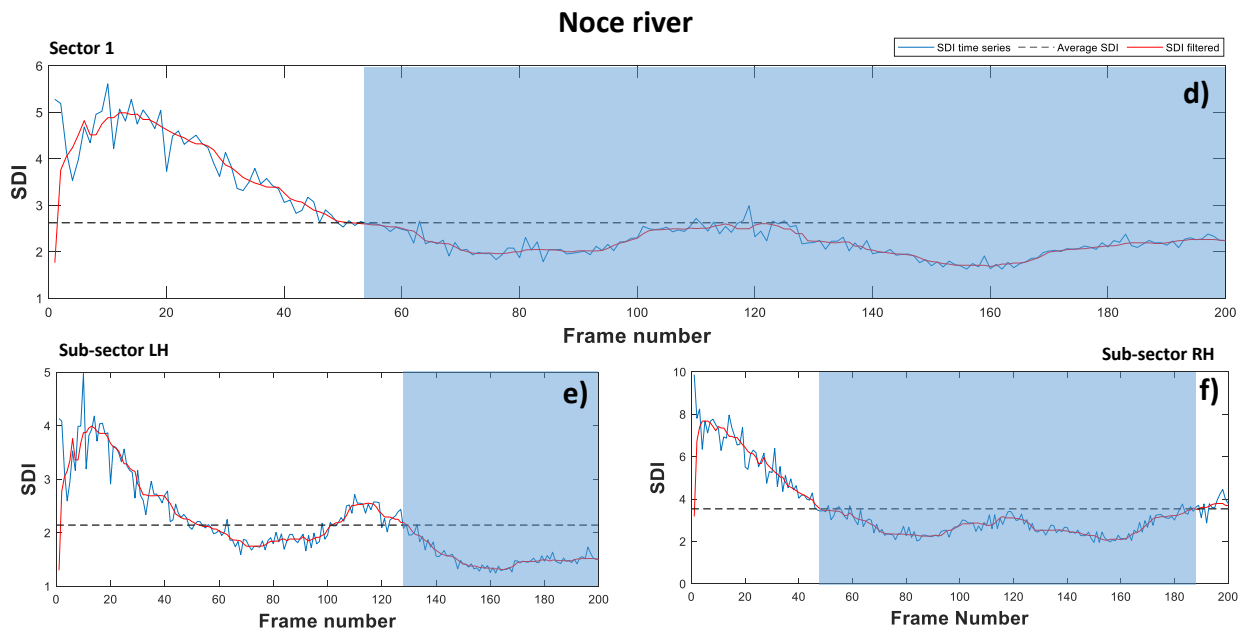 Noce river
Sector 1
SDI time series Average SDI SDI filtered
d)
6
5
4
3
2
1
SDI
0 20 40 60 80 100 120 140 160 180 200
Frame number
Sub-sector LH
e)
5
4
3
2
1
SDI
0 20 40 60 80 100 120 140 160 180 200
Frame number
Sub-sector RH
f)
10
8
6
4
2
0
SDI
0 20 40 60 80 100 120 140 160 180 200
Frame Number